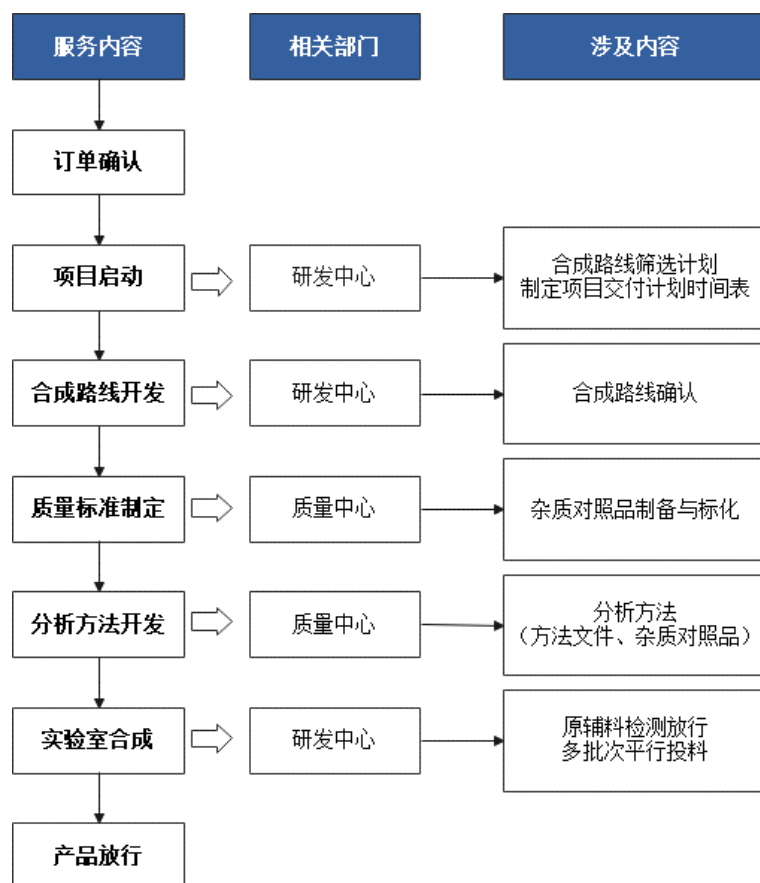 服务内容
相关部门
涉及内容
订单确认
项目启动
研发中心
合成路线筛选计划
制定项目交付计划时间表
合成路线开发
研发中心
合成路线确认
质量标准制定
质量中心
杂质对照品制备与标化
分析方法开发
质量中心
分析方法
（方法文件、杂质对照品）
实验室合成
研发中心
原辅料检测放行
多批次平行投料
产品放行